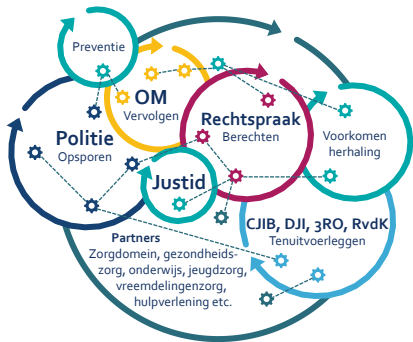 Preventie
OM
Vervolgen
Politie
Opsporen
Rechtspraak
Berechten
Voorkomen
herhaling
Justid
CJIB, DJI, 3RO, RvdK
Tenuitvoerleggen
Partners
Zorgdomein, gezondheids-
zorg, onderwijs, jeugdzorg,
vreemdelingenzorg,
hulpverlening etc.